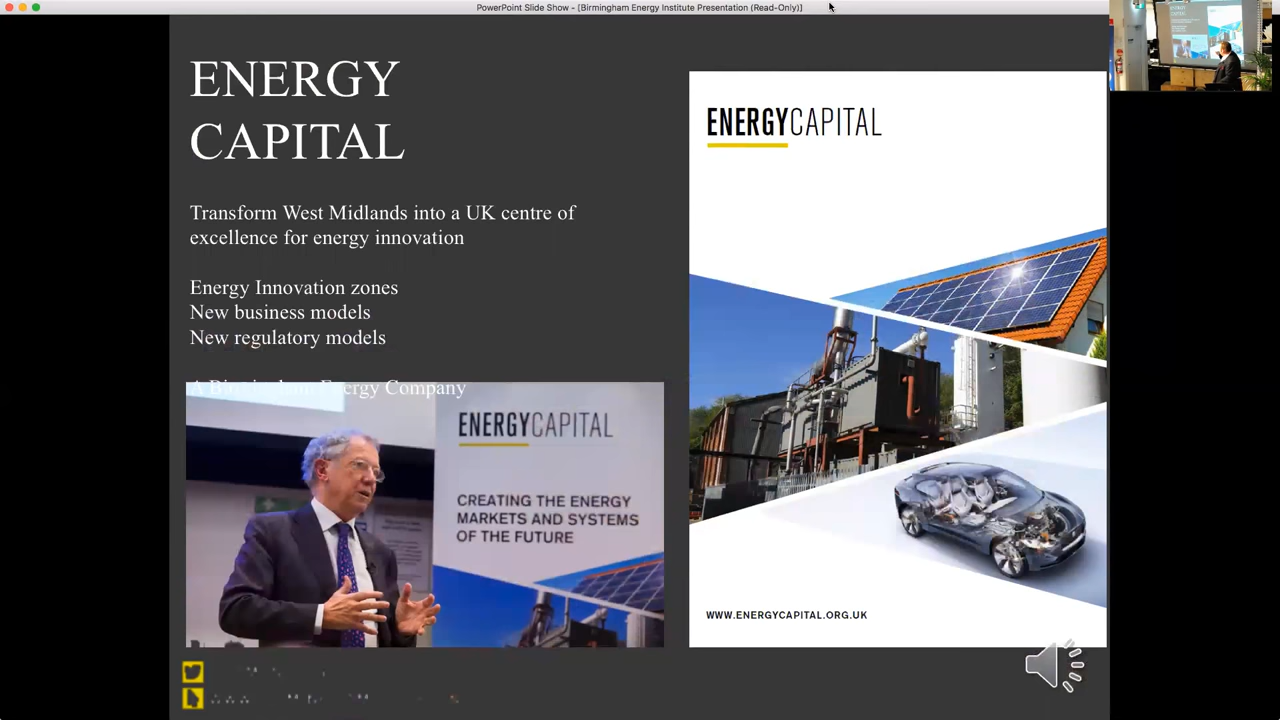 PowerPoint Slide Show - [Birmingham Energy Institute Presentation (Read-Only)]
ENERGY
CAPITAL
Transform West Midlands into a UK centre of
excellence for energy innovation
Energy Innovation zones
New business models
New regulatory models
A Birmingham Energy Company
ENERGYCAPITAL
CREATING THE ENERGY
MARKETS AND SYSTEMS
OF THE FUTURE
ENERGYCAPITAL
WWW.ENERGYCAPITAL.ORG.UK